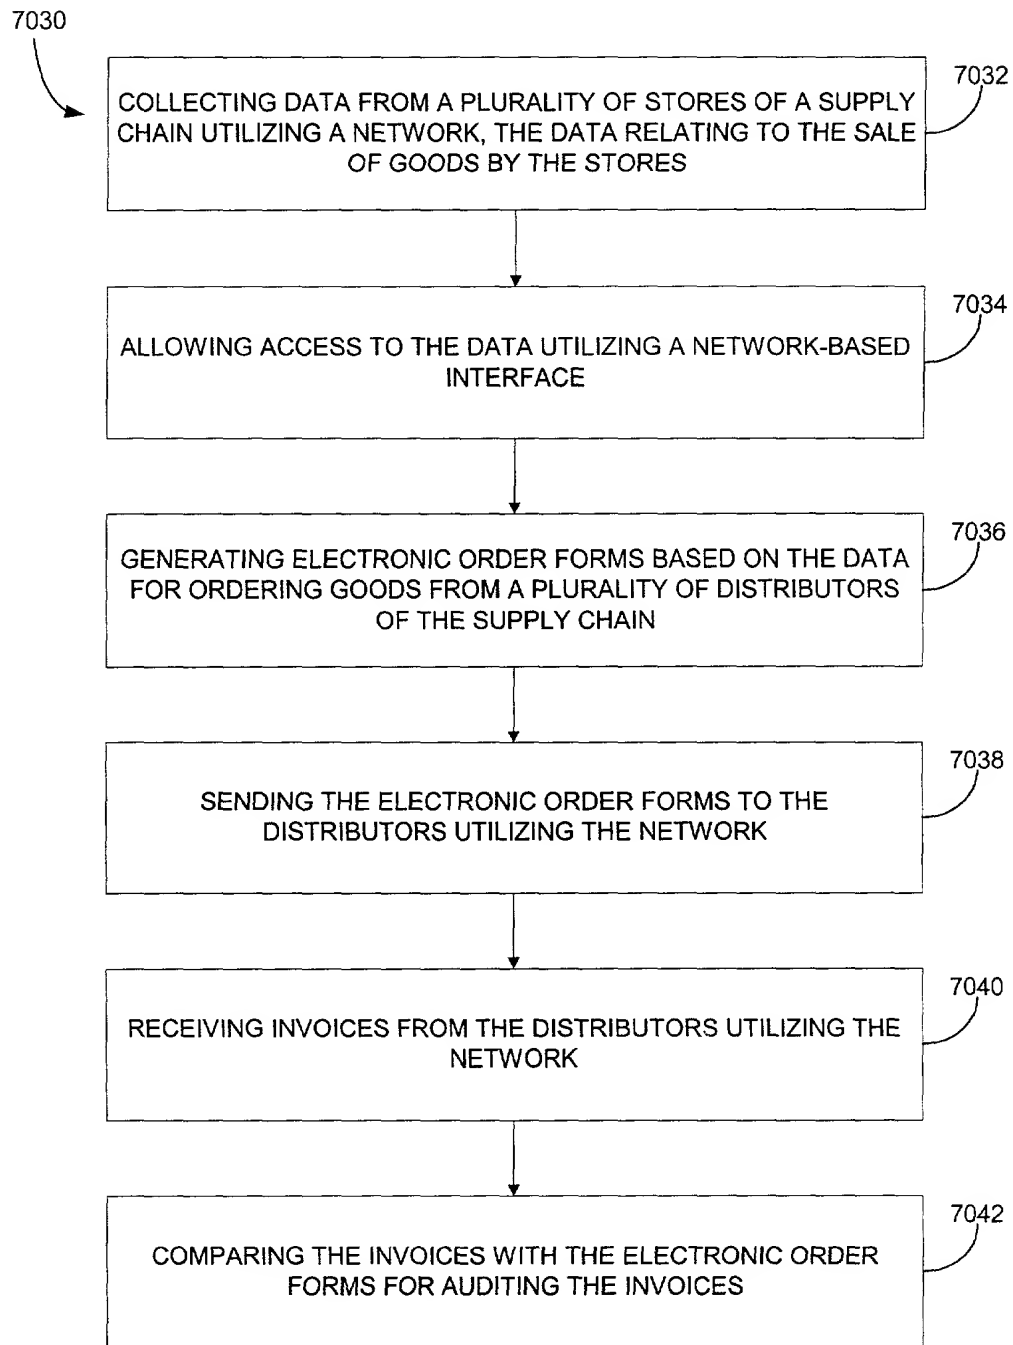 7030
7032
COLLECTING DATA FROM A PLURALITY OF STORES OF A SUPPLY
CHAIN UTILIZING A NETWORK, THE DATA RELATING TO THE SALE
OF GOODS BY THE STORES
7034
ALLOWING ACCESS TO THE DATA UTILIZING A NETWORK-BASED
INTERFACE
7036
GENERATING ELECTRONIC ORDER FORMS BASED ON THE DATA
FOR ORDERING GOODS FROM A PLURALITY OF DISTRIBUTORS
OF THE SUPPLY CHAIN
7038
SENDING THE ELECTRONIC ORDER FORMS TO THE
DISTRIBUTORS UTILIZING THE NETWORK
7040
RECEIVING INVOICES FROM THE DISTRIBUTORS UTILIZING THE
NETWORK
7042
COMPARING THE INVOICES WITH THE ELECTRONIC ORDER
FORMS FOR AUDITING THE INVOICES